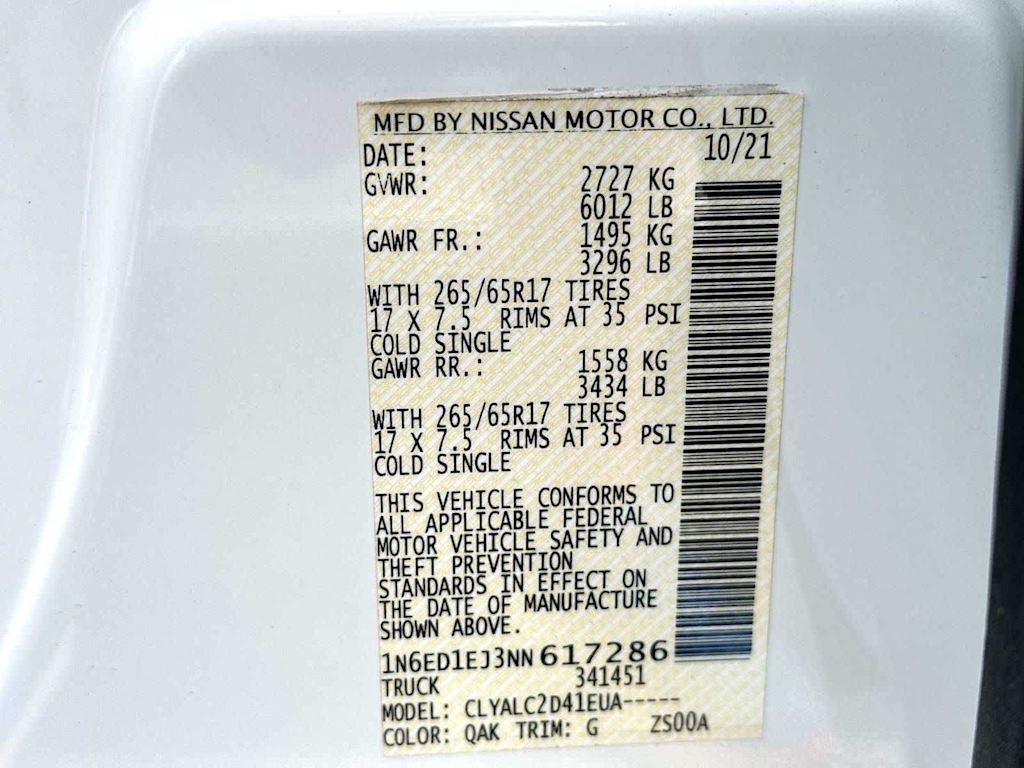 MFD BY NISSAN MOTOR CO., LTD.
DATE: 10/21
GVWR: 2727 KG
6012 LB
GAWR FR.: 1495 KG
3296 LB
WITH 265/65R17 TIRES
17 X 7.5 RIMS AT 35 PSI
COLD SINGLE
GAWR RR.: 1558 KG
3434 LB
WITH 265/65R17 TIRES
17 X 7.5 RIMS AT 35 PSI
COLD SINGLE
THIS VEHICLE CONFORMS TO
ALL APPLICABLE FEDERAL
MOTOR VEHICLE SAFETY AND
THEFT PREVENTION
STANDARDS IN EFFECT ON
THE DATE OF MANUFACTURE
SHOWN ABOVE.
1N6ED1EJ3NN617286
TRUCK 341451
MODEL: CLYALC2D41EUA-----
COLOR: QAK TRIM: G ZS00A